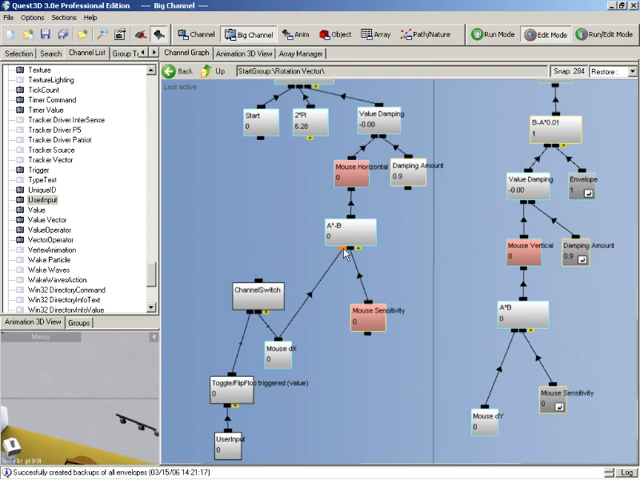 Quest3D 3.0e Professional Edition - Big Channel
File Options Settings Help
Channel Big Channel Anim Object Array Path/Nature Run Mode Edit Mode Run/Edit Mode
Selection Search Channel List Group Channel Graph Animation 3D View Array Manager
Back Up StartGroup:\Rotation Vector\ Snap: 284 Restore :
Last active
Texture
TextureLighting
TickCount
Timer Command
Timer Value
Tracker Driver InterSense
Tracker Driver P5
Tracker Driver Patriot
Tracker Source
Tracker Vector
Trigger
TypeText
UniqueID
UserInput
Value
Value Vector
ValueOperator
VectorOperator
VertexAnimation
Wake Particle
Wake Waves
WakeWavesAction
Win32 DirectoryCommand
Win32 DirectoryInfoText
Win32 DirectoryInfoValue
Animation 3D View Groups
Menu
Start
0
2*PI
6.28
Value Damping
-0.00
Mouse Horizontal
0
Damping Amount
0.9
A*-B
0
ChannelSwitch
Mouse Sensitivity
0
Mouse dX
0
Toggle/FlipFlop triggered (value)
0
UserInput
0
B-A*0.01
1
Value Damping
-0.00
Envelope
1
Mouse Vertical
0
Damping Amount
0.9
A*B
0
Mouse Sensitivity
0
Mouse dY
0
Succesfully created backups of all envelopes (03/15/06 14:21:17) Log